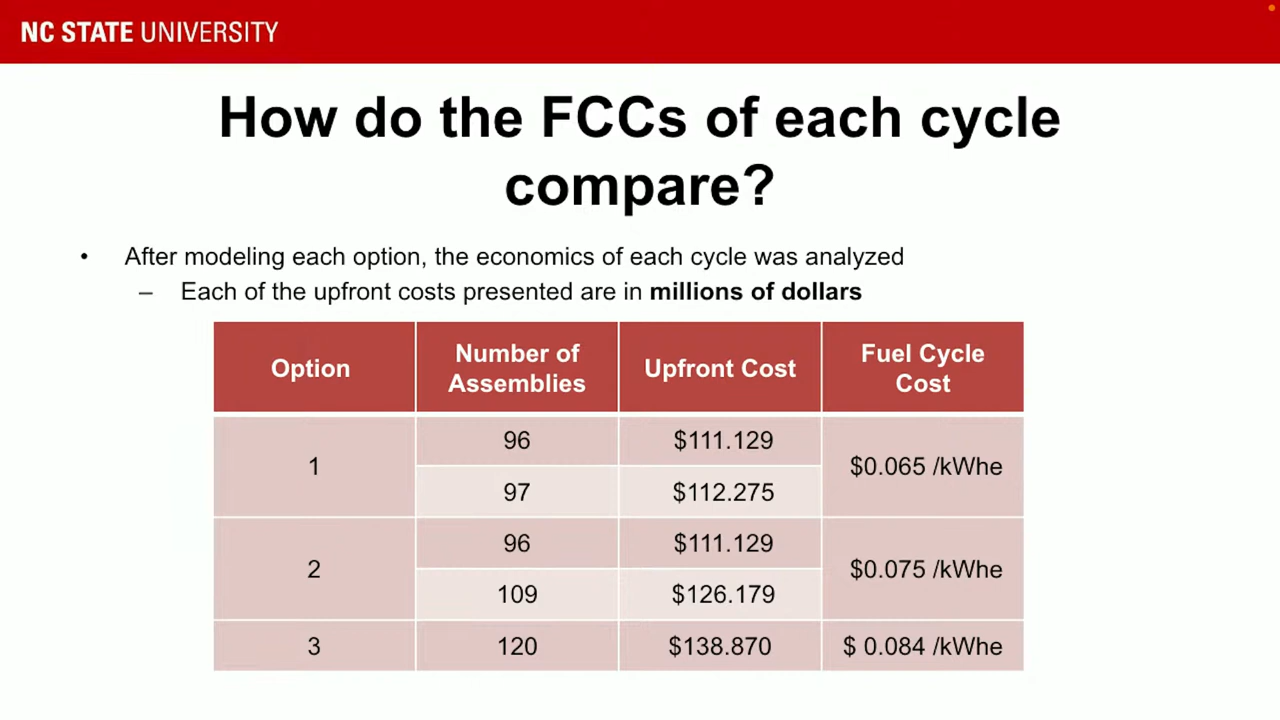 NC STATE UNIVERSITY
How do the FCCs of each cycle
compare?
• After modeling each option, the economics of each cycle was analyzed
– Each of the upfront costs presented are in millions of dollars
Option Number of Assemblies Upfront Cost Fuel Cycle Cost
1 96 $111.129 $0.065 /kWhe
97 $112.275
2 96 $111.129 $0.075 /kWhe
109 $126.179
3 120 $138.870 $ 0.084 /kWhe